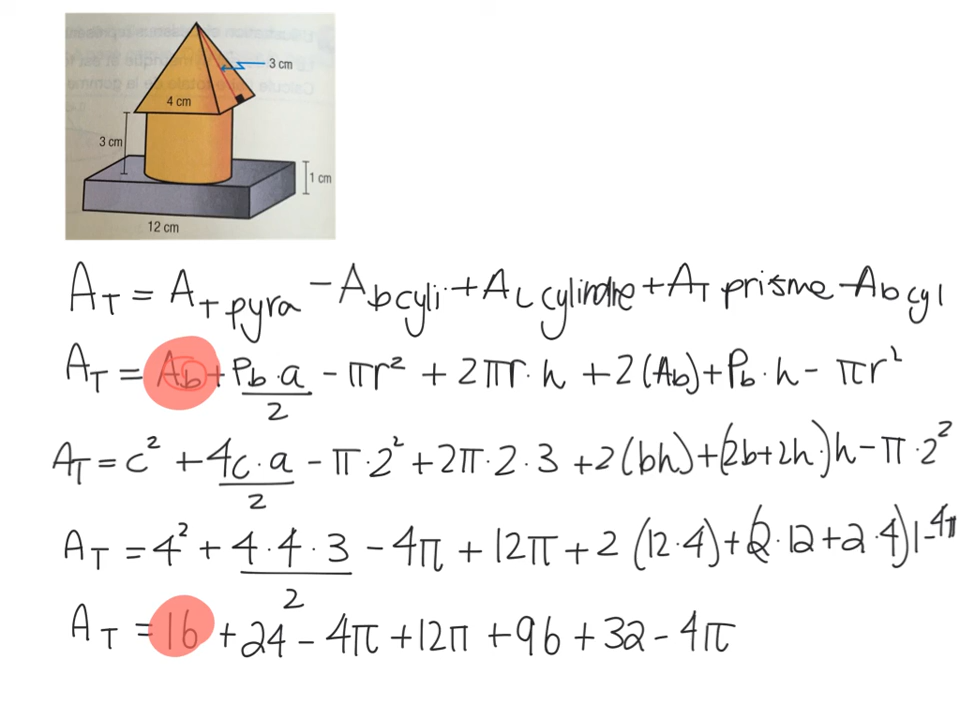 3 cm
4 cm
3 cm
1 cm
12 cm
A_T = A_T pyra - A_b cyli + A_L cylindre + A_T prisme - A_b cyl
A_T = A_b + P_b · a / 2 - πr² + 2πr · h + 2(A_b) + P_b · h - πr²
A_T = c² + 4c · a / 2 - π · 2² + 2π · 2 · 3 + 2(bh) + (2b+2h)h - π · 2²
A_T = 4² + 4 · 4 · 3 / 2 - 4π + 12π + 2(12 · 4) + (2 · 12 + 2 · 4)1 - 4π
A_T = 16 + 24 - 4π + 12π + 96 + 32 - 4π